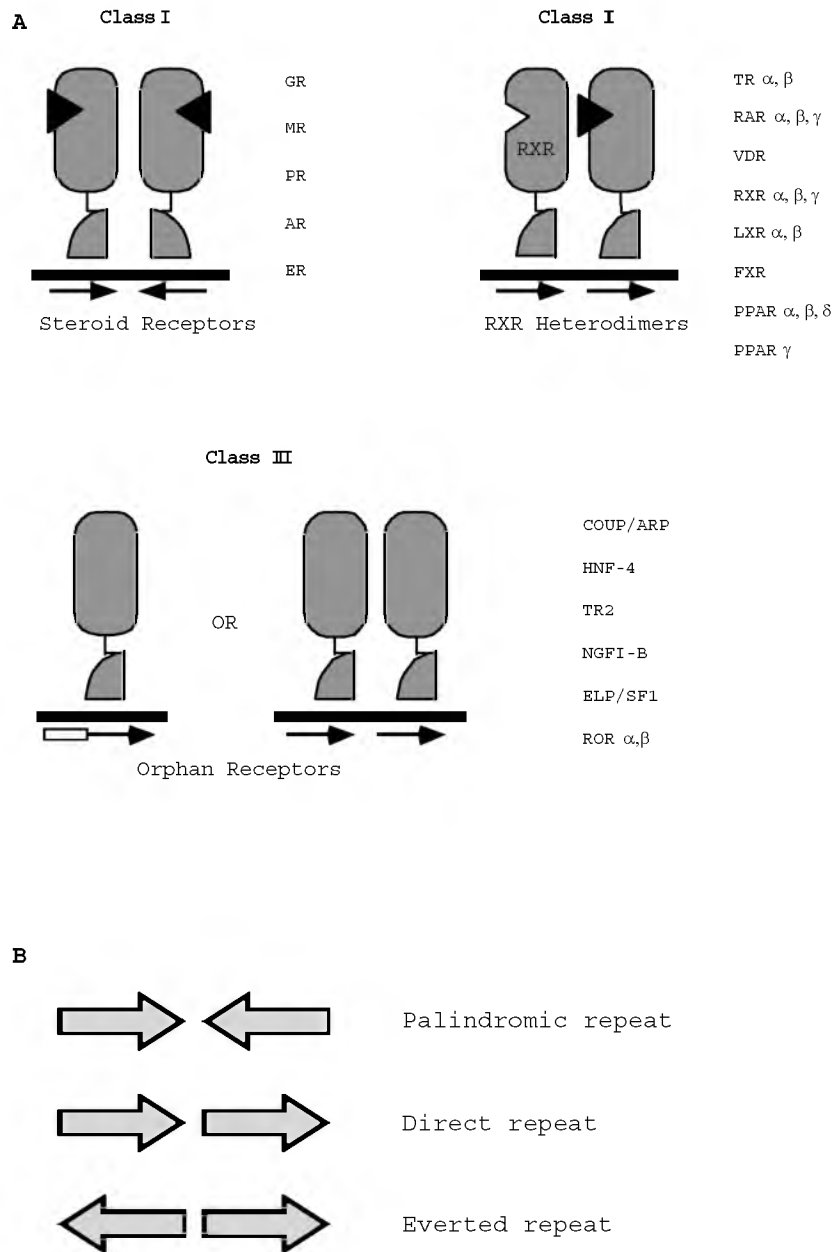 A
Class I
GR
MR
PR
AR
ER
Steroid Receptors
Class I
RXR
TR α, β
RAR α, β, γ
VDR
RXR α, β, γ
LXR α, β
FXR
PPAR α, β, δ
PPAR γ
RXR Heterodimers
Class III
OR
COUP/ARP
HNF-4
TR2
NGFI-B
ELP/SF1
ROR α,β
Orphan Receptors
B
Palindromic repeat
Direct repeat
Everted repeat